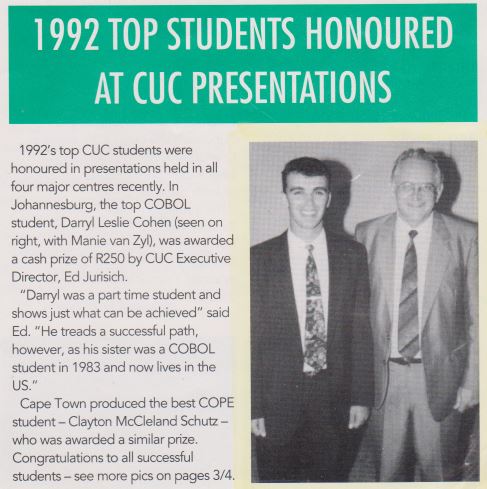 1992 TOP STUDENTS HONOURED
AT CUC PRESENTATIONS
1992's top CUC students were
honoured in presentations held in all
four major centres recently. In
Johannesburg, the top COBOL
student, Darryl Leslie Cohen (seen on
right, with Manie van Zyl), was awarded
a cash prize of R250 by CUC Executive
Director, Ed Jurisich.
"Darryl was a part time student and
shows just what can be achieved" said
Ed. "He treads a successful path,
however, as his sister was a COBOL
student in 1983 and now lives in the
US."
Cape Town produced the best COPE
student – Clayton McCleland Schutz –
who was awarded a similar prize.
Congratulations to all successful
students – see more pics on pages 3/4.